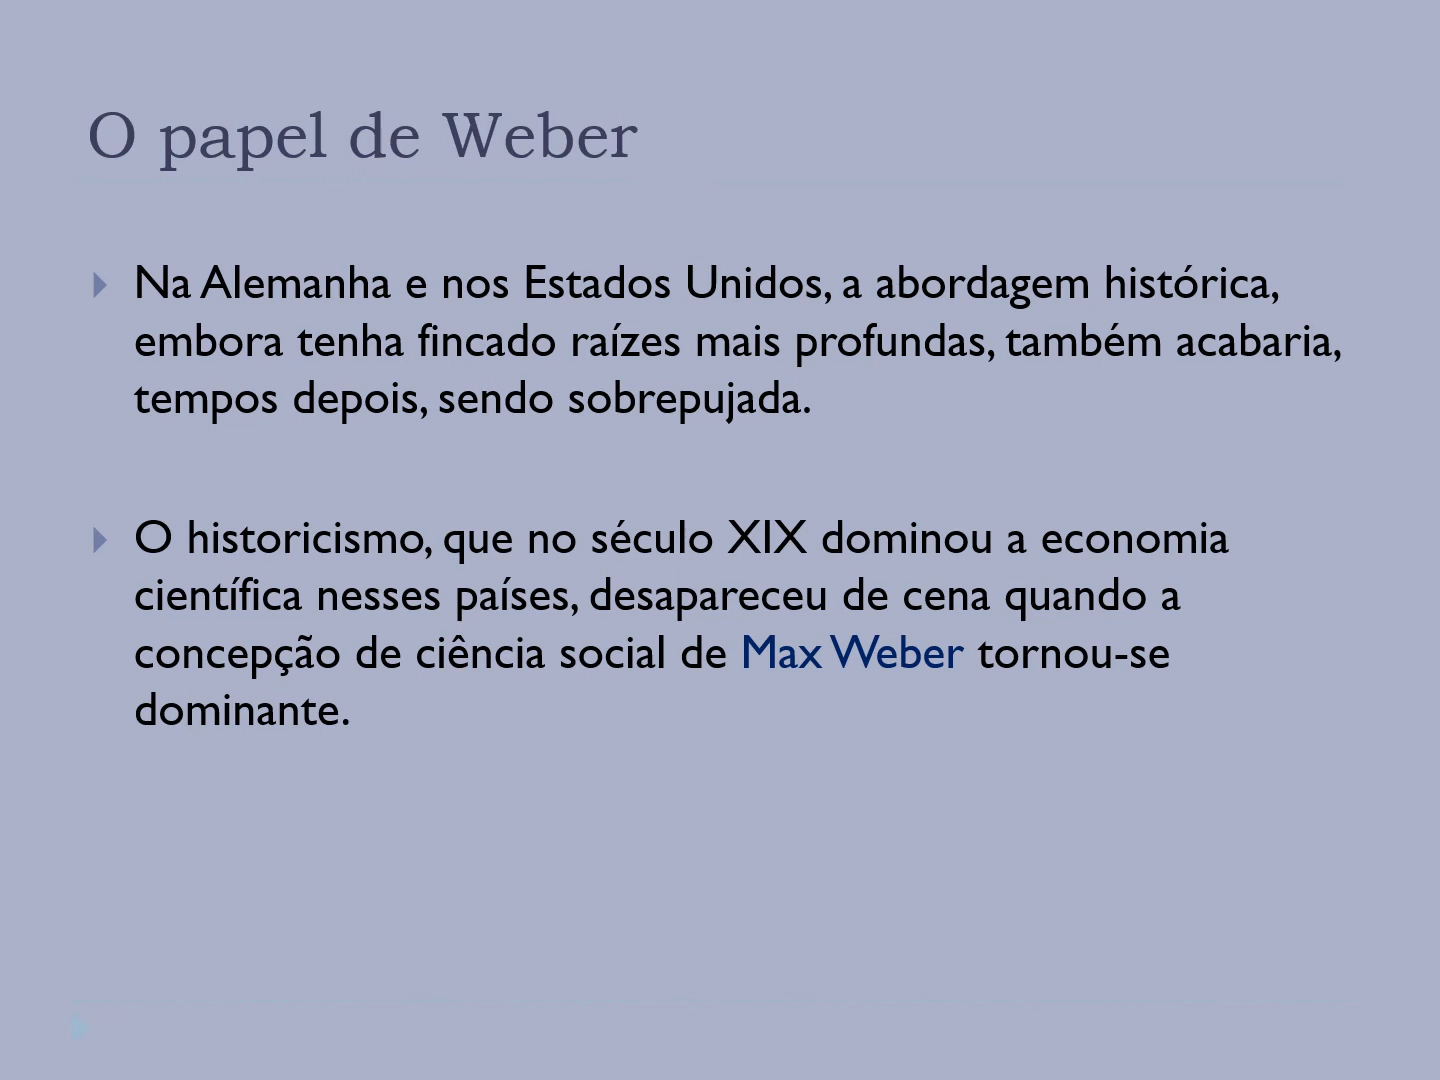 O papel de Weber
Na Alemanha e nos Estados Unidos, a abordagem histórica,
embora tenha fincado raízes mais profundas, também acabaria,
tempos depois, sendo sobrepujada.
O historicismo, que no século XIX dominou a economia
científica nesses países, desapareceu de cena quando a
concepção de ciência social de Max Weber tornou-se
dominante.